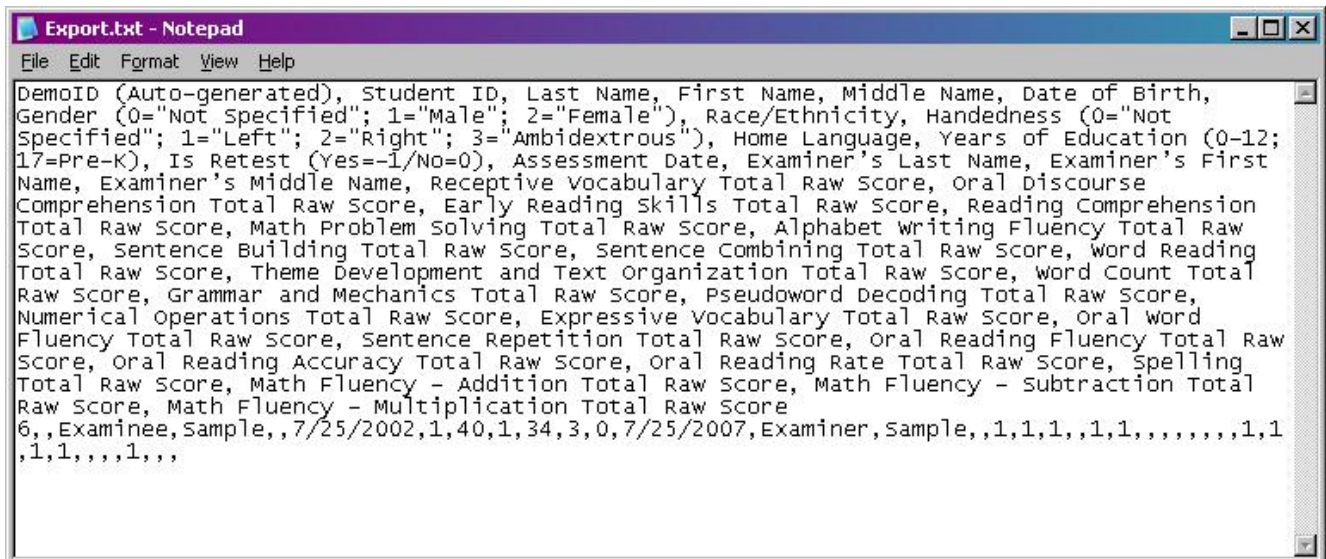 Export.txt - Notepad
File Edit Format View Help
DemoID (Auto-generated), Student ID, Last Name, First Name, Middle Name, Date of Birth,
Gender (0="Not Specified"; 1="Male"; 2="Female"), Race/Ethnicity, Handedness (0="Not
Specified"; 1="Left"; 2="Right"; 3="Ambidextrous"), Home Language, Years of Education (0-12;
17=Pre-K), Is Retest (Yes=-1/No=0), Assessment Date, Examiner's Last Name, Examiner's First
Name, Examiner's Middle Name, Receptive Vocabulary Total Raw Score, Oral Discourse
Comprehension Total Raw Score, Early Reading Skills Total Raw Score, Reading Comprehension
Total Raw Score, Math Problem Solving Total Raw Score, Alphabet Writing Fluency Total Raw
Score, Sentence Building Total Raw Score, Sentence Combining Total Raw Score, Word Reading
Total Raw Score, Theme Development and Text Organization Total Raw Score, Word Count Total
Raw Score, Grammar and Mechanics Total Raw Score, Pseudoword Decoding Total Raw Score,
Numerical Operations Total Raw Score, Expressive Vocabulary Total Raw Score, Oral Word
Fluency Total Raw Score, Sentence Repetition Total Raw Score, Oral Reading Fluency Total Raw
Score, Oral Reading Accuracy Total Raw Score, Oral Reading Rate Total Raw Score, Spelling
Total Raw Score, Math Fluency - Addition Total Raw Score, Math Fluency - Subtraction Total
Raw Score, Math Fluency - Multiplication Total Raw Score
6,,Examinee,Sample,,7/25/2002,1,40,1,34,3,0,7/25/2007,Examiner,Sample,,1,1,1,,1,1,,,,,,,,1,1
,1,1,,,,1,,,